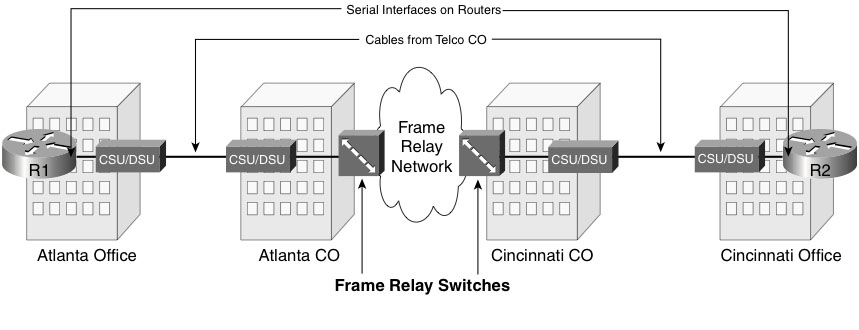 Serial Interfaces on Routers
Cables from Telco CO
Frame
Relay
Network
R1
CSU/DSU
CSU/DSU
CSU/DSU
CSU/DSU
R2
Atlanta Office
Atlanta CO
Cincinnati CO
Cincinnati Office
Frame Relay Switches